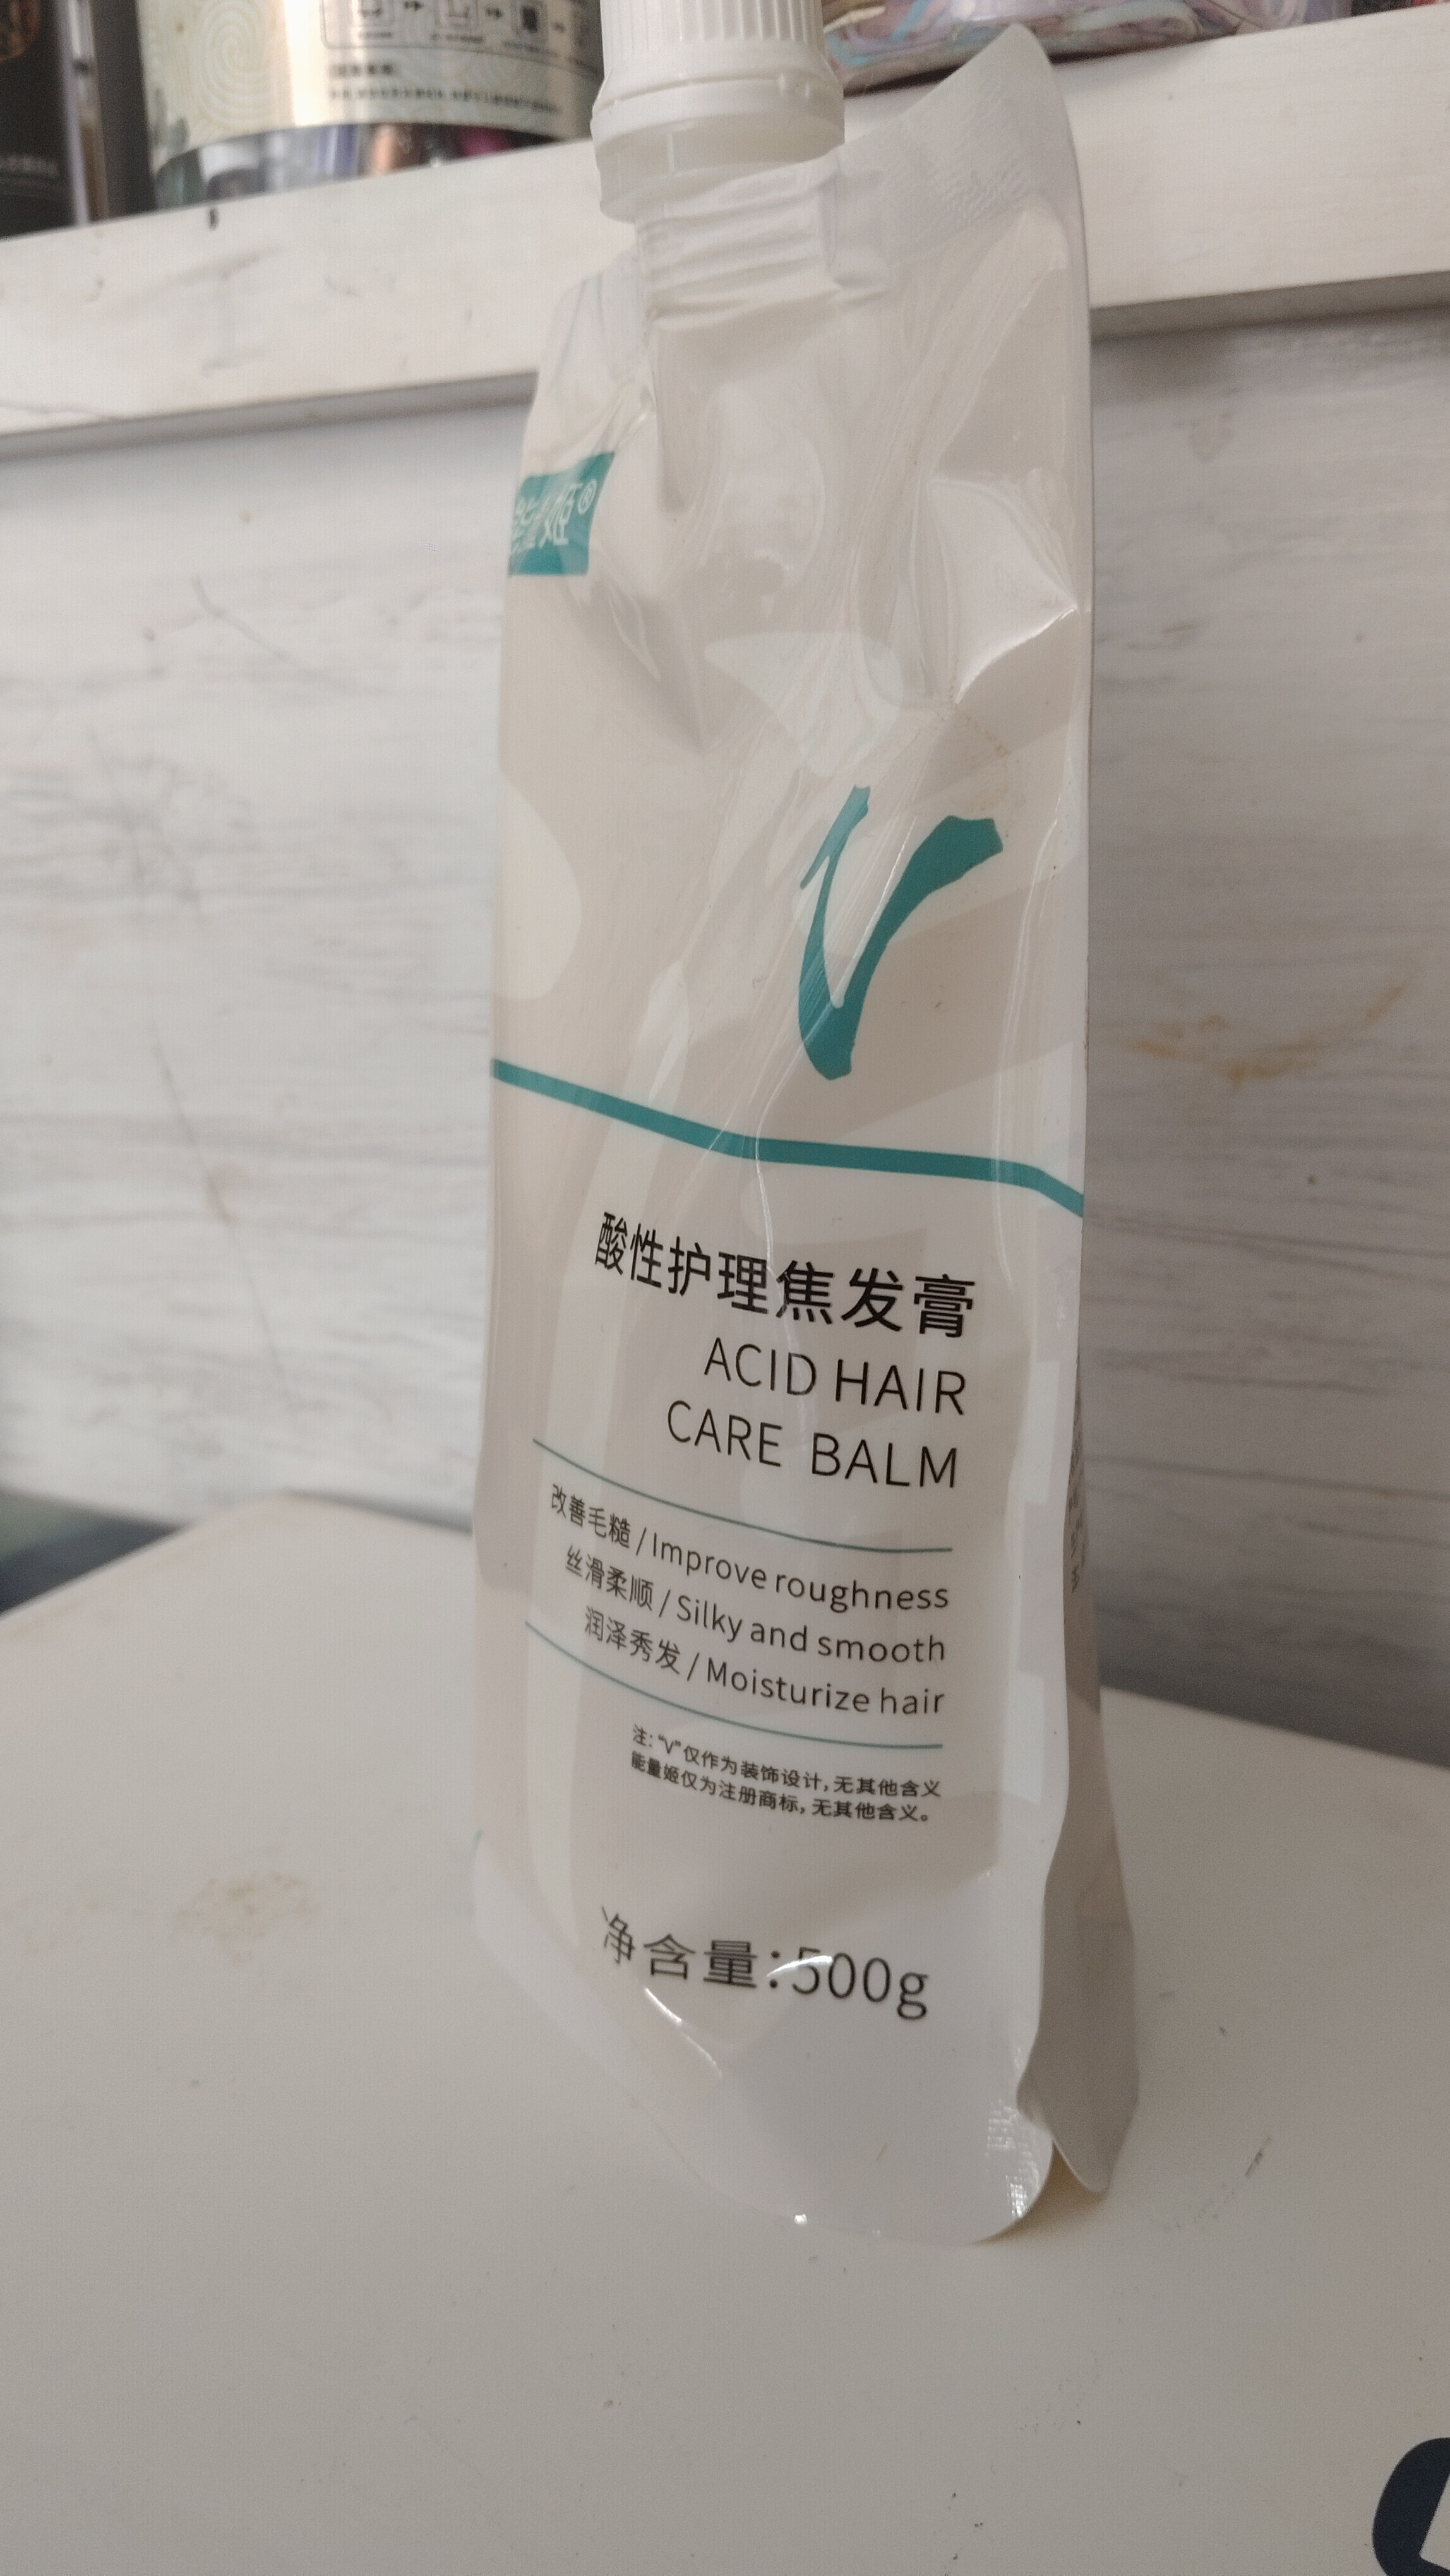 能量姬®
V
酸性护理焦发膏
ACID HAIR
CARE BALM
改善毛糙 / Improve roughness
丝滑柔顺 / Silky and smooth
润泽秀发 / Moisturize hair
注：“V”仅作为装饰设计，无其他含义
能量姬仅为注册商标，无其他含义。
净含量：500g